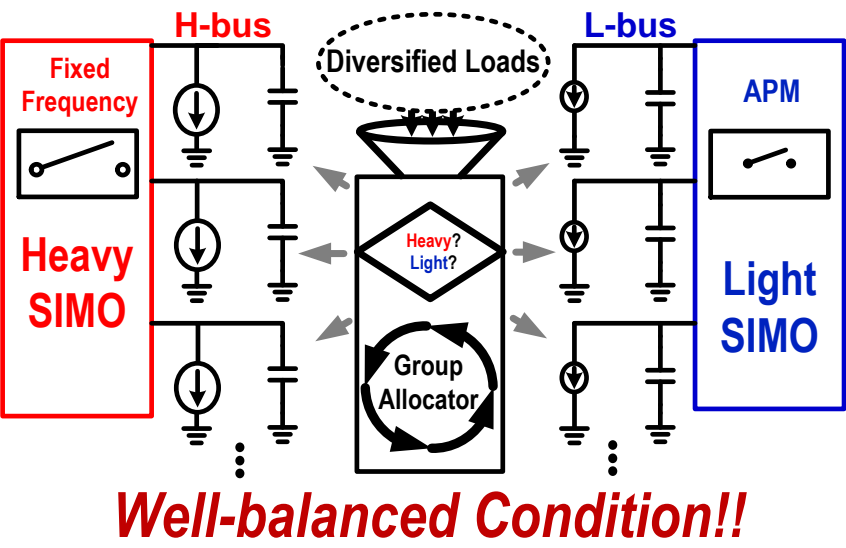 H-bus
L-bus
Diversified Loads
Fixed
Frequency
APM
Heavy?
Light?
Heavy
SIMO
Light
SIMO
Group
Allocator
Well-balanced Condition!!